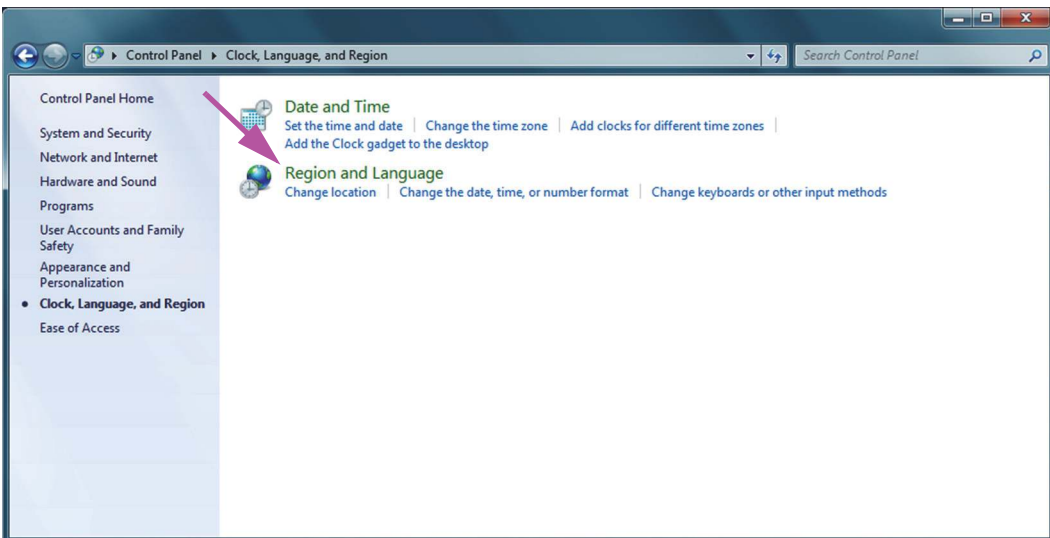 Control Panel ▸ Clock, Language, and Region
Search Control Panel
Control Panel Home
System and Security
Network and Internet
Hardware and Sound
Programs
User Accounts and Family
Safety
Appearance and
Personalization
Clock, Language, and Region
Ease of Access
Date and Time
Set the time and date | Change the time zone | Add clocks for different time zones |
Add the Clock gadget to the desktop
Region and Language
Change location | Change the date, time, or number format | Change keyboards or other input methods